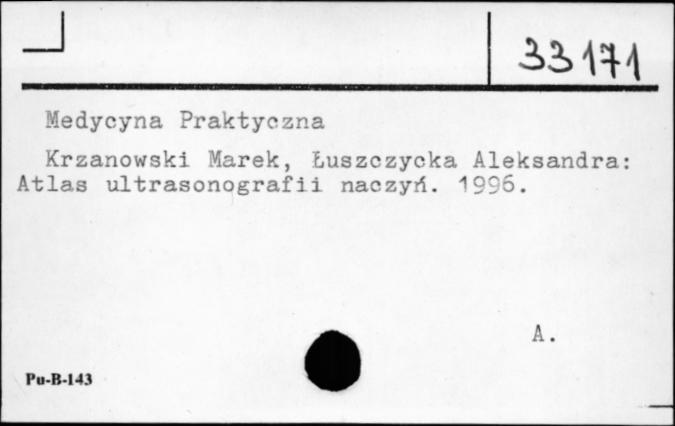 33171
Medycyna Praktyczna
Krzanowski Marek, Łuszczycka Aleksandra:
Atlas ultrasonografii naczyń. 1996.
A.
Pu-B-143